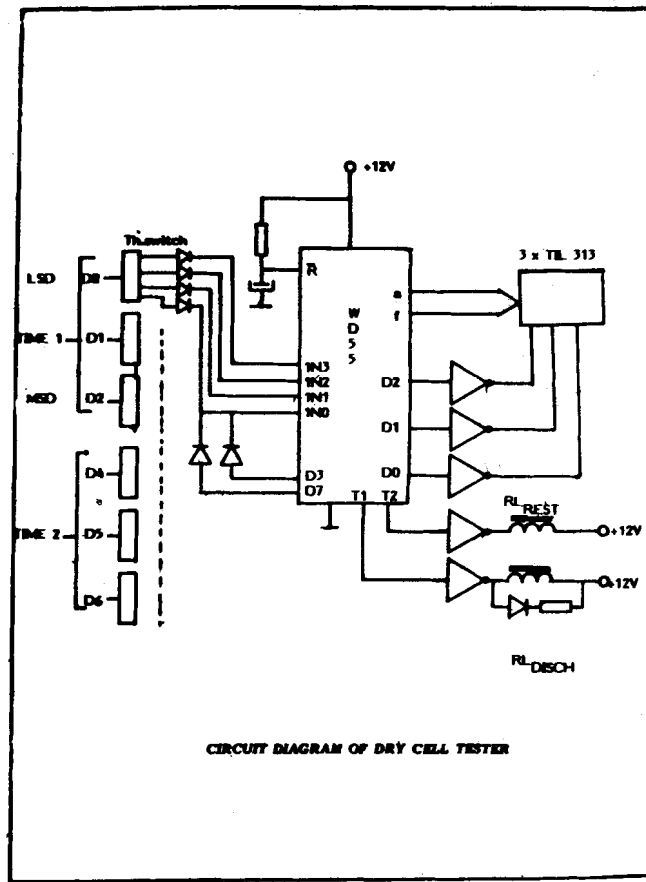 +12V
Th.switch
3 x TIL 313
LSD
D0
R
a
f
W
D
5
5
TIME 1
D1
IN3
IN2
IN1
IN0
D2
D1
D0
MSD
D2
D4
D3
D7
T1
T2
TIME 2
D5
RL REST
+12V
D6
+12V
RL DISCH
CIRCUIT DIAGRAM OF DRY CELL TESTER